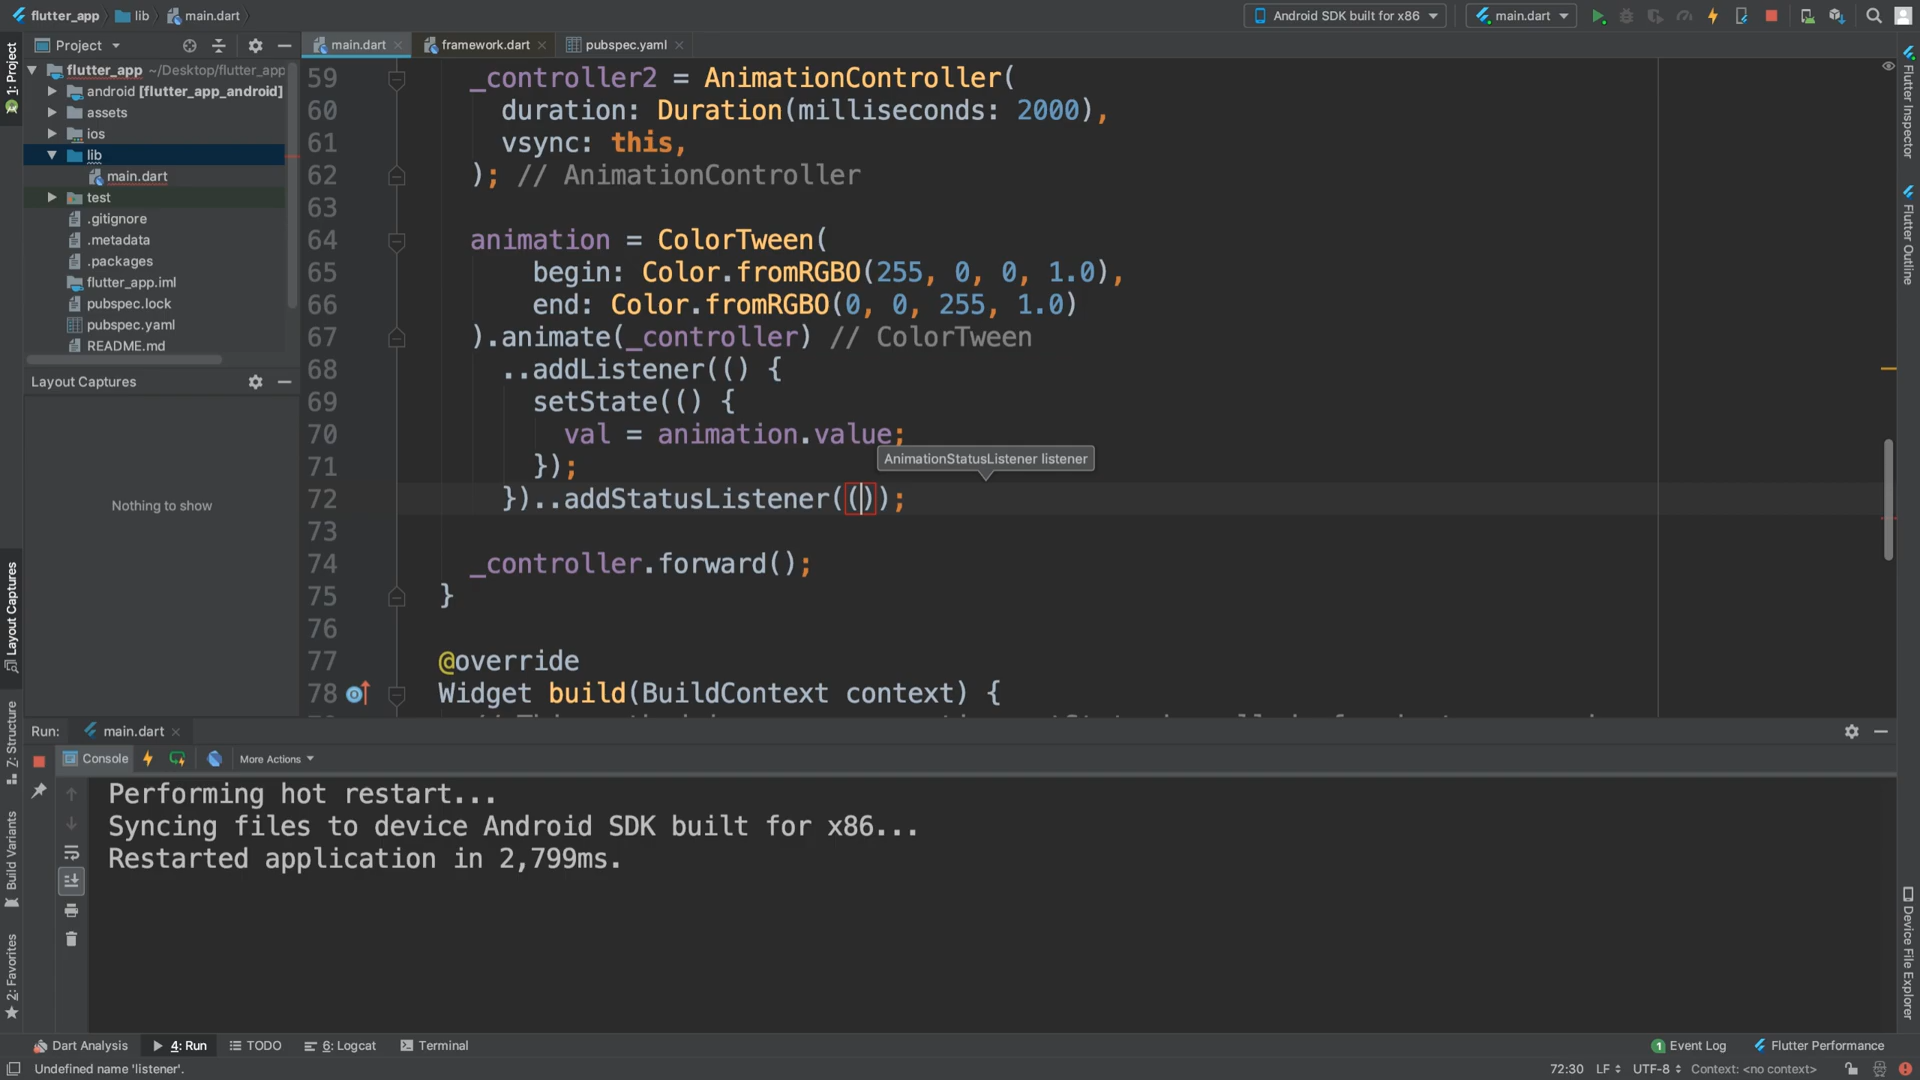 flutter_app
lib
main.dart
Android SDK built for x86
main.dart
1: Project
Project
main.dart
framework.dart
pubspec.yaml
flutter_app ~/Desktop/flutter_app
android [flutter_app_android]
assets
ios
lib
main.dart
test
.gitignore
.metadata
.packages
flutter_app.iml
pubspec.lock
pubspec.yaml
README.md
Layout Captures
Nothing to show
59 _controller2 = AnimationController(
60 duration: Duration(milliseconds: 2000),
61 vsync: this,
62 ); // AnimationController
63
64 animation = ColorTween(
65 begin: Color.fromRGBO(255, 0, 0, 1.0),
66 end: Color.fromRGBO(0, 0, 255, 1.0)
67 ).animate(_controller) // ColorTween
68 ..addListener(() {
69 setState(() {
70 val = animation.value;
AnimationStatusListener listener
71 });
72 })..addStatusListener(());
73
74 _controller.forward();
75 }
76
77 @override
78 Widget build(BuildContext context) {
Layout Captures
Z: Structure
Build Variants
2: Favorites
Flutter Inspector
Flutter Outline
Device File Explorer
Run:
main.dart
Console
More Actions
Performing hot restart...
Syncing files to device Android SDK built for x86...
Restarted application in 2,799ms.
Dart Analysis
4: Run
TODO
6: Logcat
Terminal
1 Event Log
Flutter Performance
Undefined name 'listener'.
72:30
LF
UTF-8
Context: <no context>